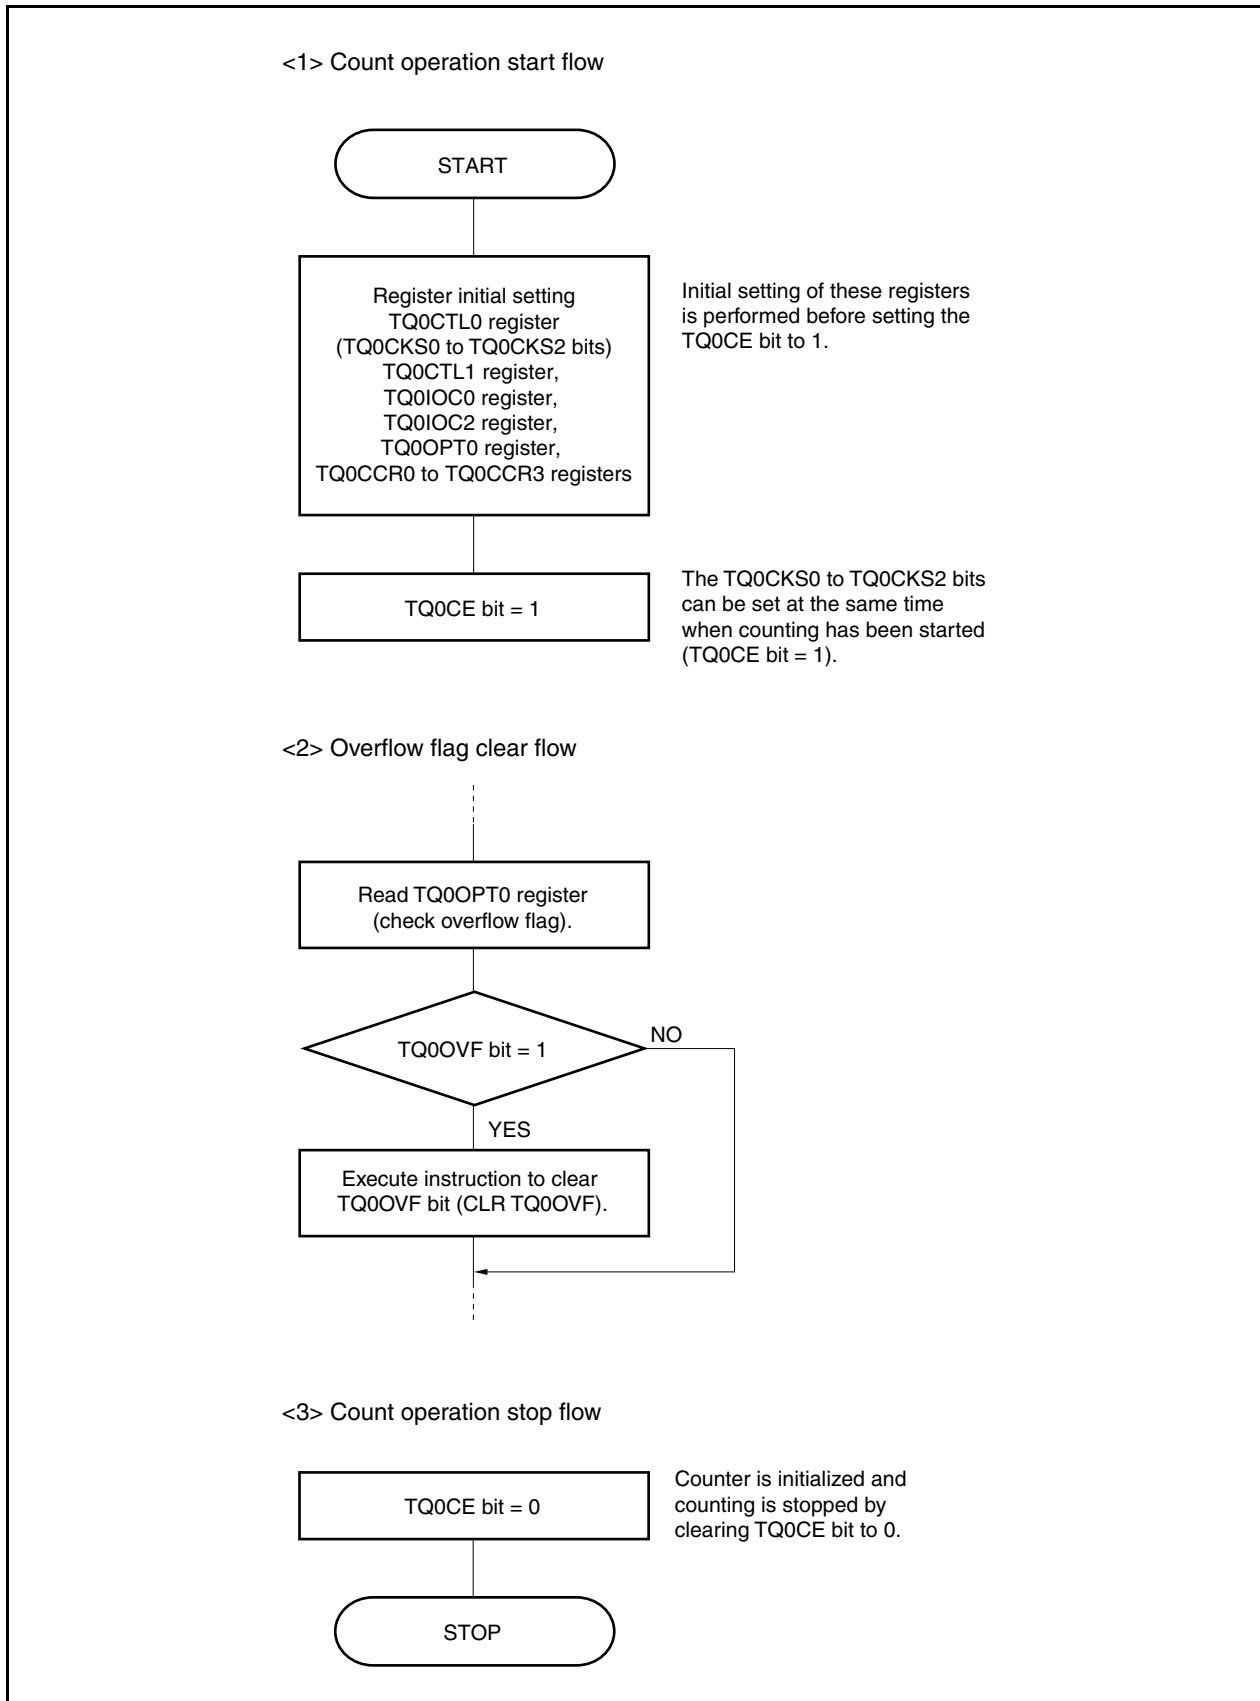 <1> Count operation start flow
START
Register initial setting
TQ0CTL0 register
(TQ0CKS0 to TQ0CKS2 bits)
TQ0CTL1 register,
TQ0IOC0 register,
TQ0IOC2 register,
TQ0OPT0 register,
TQ0CCR0 to TQ0CCR3 registers
Initial setting of these registers
is performed before setting the
TQ0CE bit to 1.
TQ0CE bit = 1
The TQ0CKS0 to TQ0CKS2 bits
can be set at the same time
when counting has been started
(TQ0CE bit = 1).
<2> Overflow flag clear flow
Read TQ0OPT0 register
(check overflow flag).
TQ0OVF bit = 1
NO
YES
Execute instruction to clear
TQ0OVF bit (CLR TQ0OVF).
<3> Count operation stop flow
TQ0CE bit = 0
Counter is initialized and
counting is stopped by
clearing TQ0CE bit to 0.
STOP